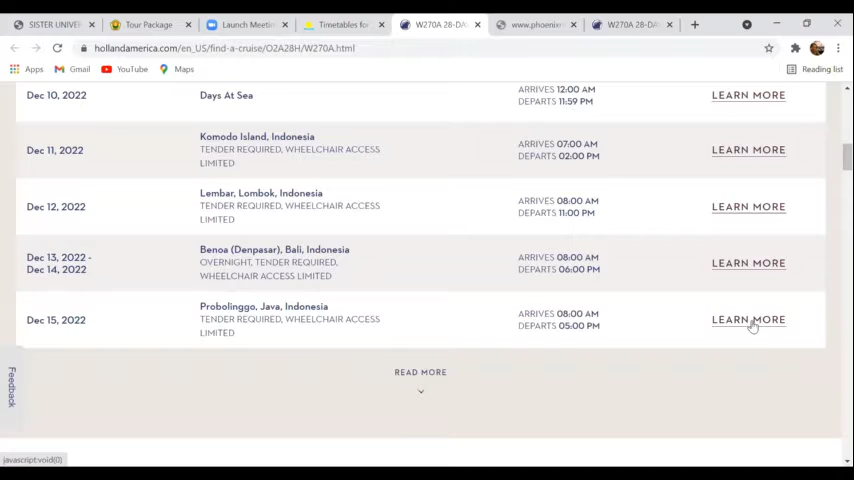 SISTER UNIVER
Tour Package
Launch Meetin
Timetables for
W270A 28-DA
www.phoenix
W270A 28-DA
hollandamerica.com/en_US/find-a-cruise/O2A28H/W270A.html
Apps
Gmail
YouTube
Maps
Reading list
Dec 10, 2022
Days At Sea
ARRIVES 12:00 AM
DEPARTS 11:59 PM
LEARN MORE
Dec 11, 2022
Komodo Island, Indonesia
TENDER REQUIRED, WHEELCHAIR ACCESS
LIMITED
ARRIVES 07:00 AM
DEPARTS 02:00 PM
LEARN MORE
Dec 12, 2022
Lembar, Lombok, Indonesia
TENDER REQUIRED, WHEELCHAIR ACCESS
LIMITED
ARRIVES 08:00 AM
DEPARTS 11:00 PM
LEARN MORE
Dec 13, 2022 -
Dec 14, 2022
Benoa (Denpasar), Bali, Indonesia
OVERNIGHT, TENDER REQUIRED,
WHEELCHAIR ACCESS LIMITED
ARRIVES 08:00 AM
DEPARTS 06:00 PM
LEARN MORE
Dec 15, 2022
Probolinggo, Java, Indonesia
TENDER REQUIRED, WHEELCHAIR ACCESS
LIMITED
ARRIVES 08:00 AM
DEPARTS 05:00 PM
LEARN MORE
READ MORE
Feedback
javascript:void(0)